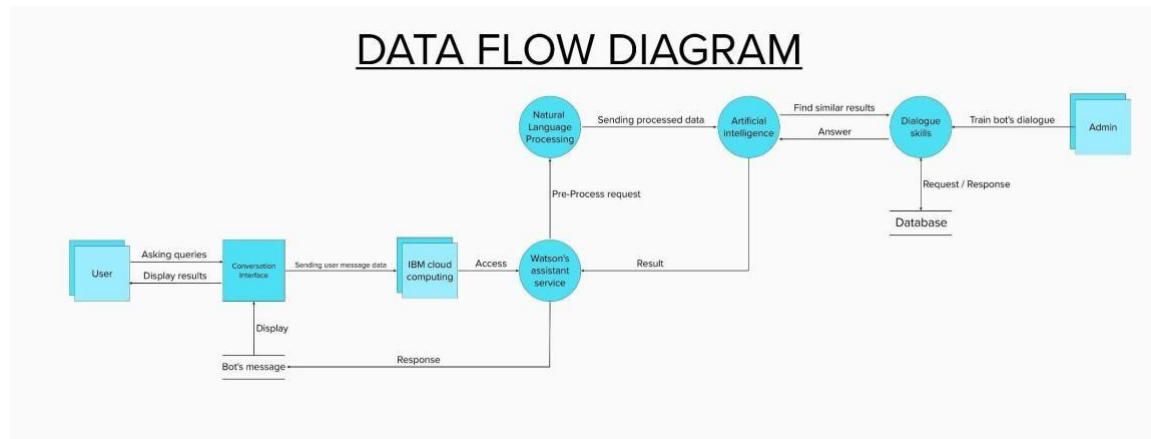 DATA FLOW DIAGRAM
Natural
Language
Processing
Sending processed data
Artificial
intelligence
Find similar results
Answer
Dialogue
skills
Train bot's dialogue
Admin
Pre-Process request
Request / Response
Database
User
Asking queries
Display results
Conversation
Interface
Sending user message data
IBM cloud
computing
Access
Watson's
assistant
service
Result
Display
Bot's message
Response